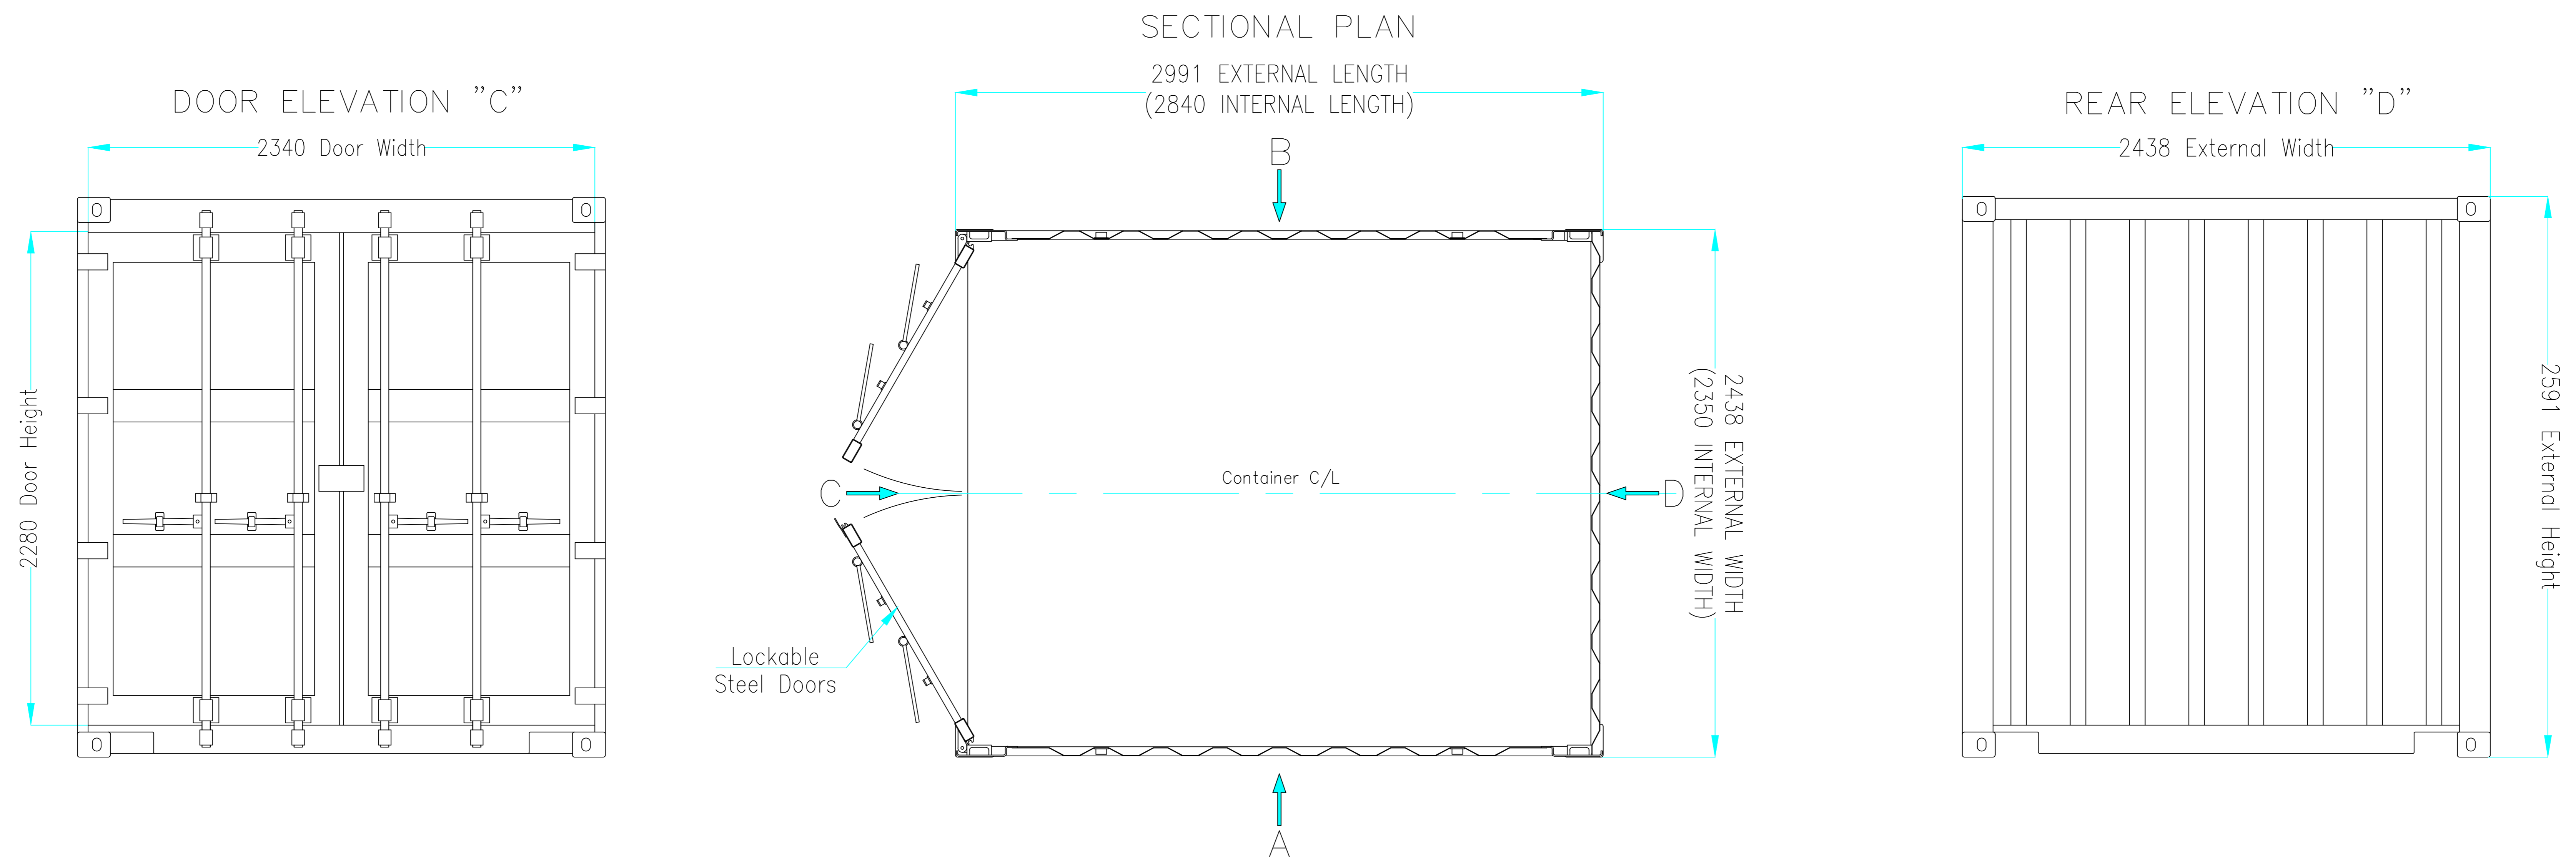 SECTIONAL PLAN
2991 EXTERNAL LENGTH
(2840 INTERNAL LENGTH)
DOOR ELEVATION "C"
2340 Door Width
2280 Door Height
B
C
Container C/L
D
2438 EXTERNAL WIDTH
(2350 INTERNAL WIDTH)
Lockable
Steel Doors
A
REAR ELEVATION "D"
2438 External Width
2591 External Height